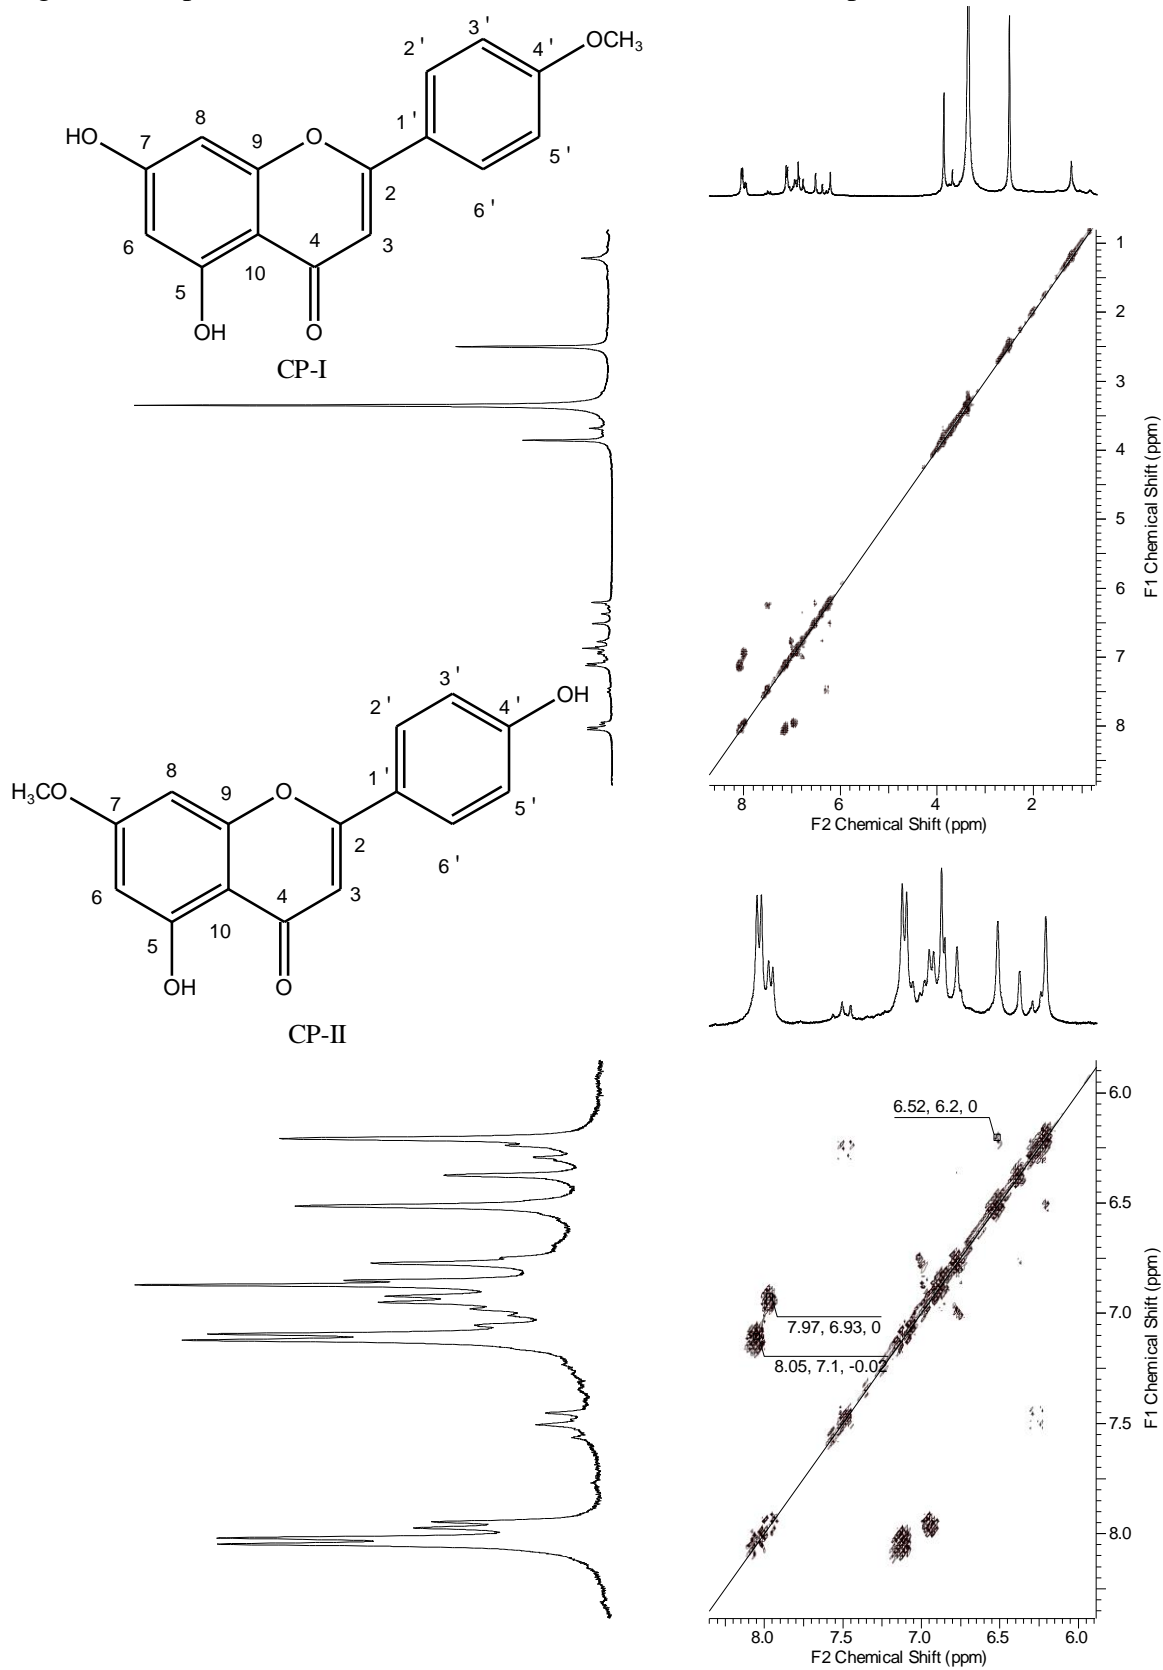 3 '
OCH3
2 '
4 '
8
1 '
HO
7
9
O
5 '
2
6 '
6
4
3
10
5
OH
O
CP-I
1
2
3
4
5
6
7
8
F1 Chemical Shift (ppm)
8 6 4 2
F2 Chemical Shift (ppm)
3 '
OH
2 '
4 '
8
1 '
H3CO
7
9
O
5 '
2
6 '
6
4
3
10
5
OH
O
CP-II
6.52, 6.2, 0
7.97, 6.93, 0
8.05, 7.1, -0.02
6.0
6.5
7.0
7.5
8.0
F1 Chemical Shift (ppm)
8.0 7.5 7.0 6.5 6.0
F2 Chemical Shift (ppm)